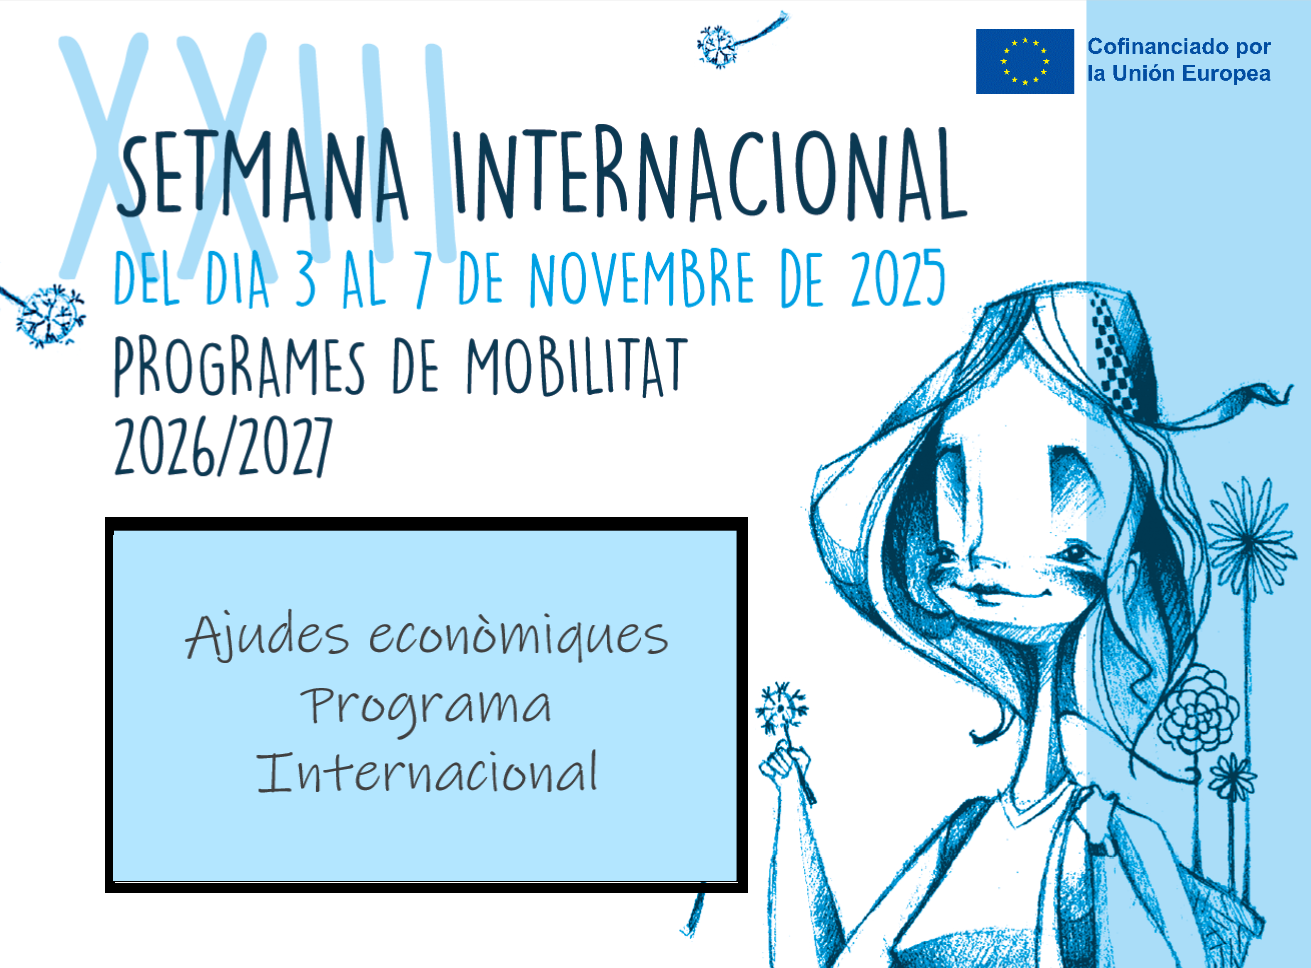 XXIII
Cofinanciado por
la Unión Europea
SETMANA INTERNACIONAL
DEL DIA 3 AL 7 DE NOVEMBRE DE 2025
PROGRAMES DE MOBILITAT
2026/2027
Ajudes econòmiques
Programa
Internacional